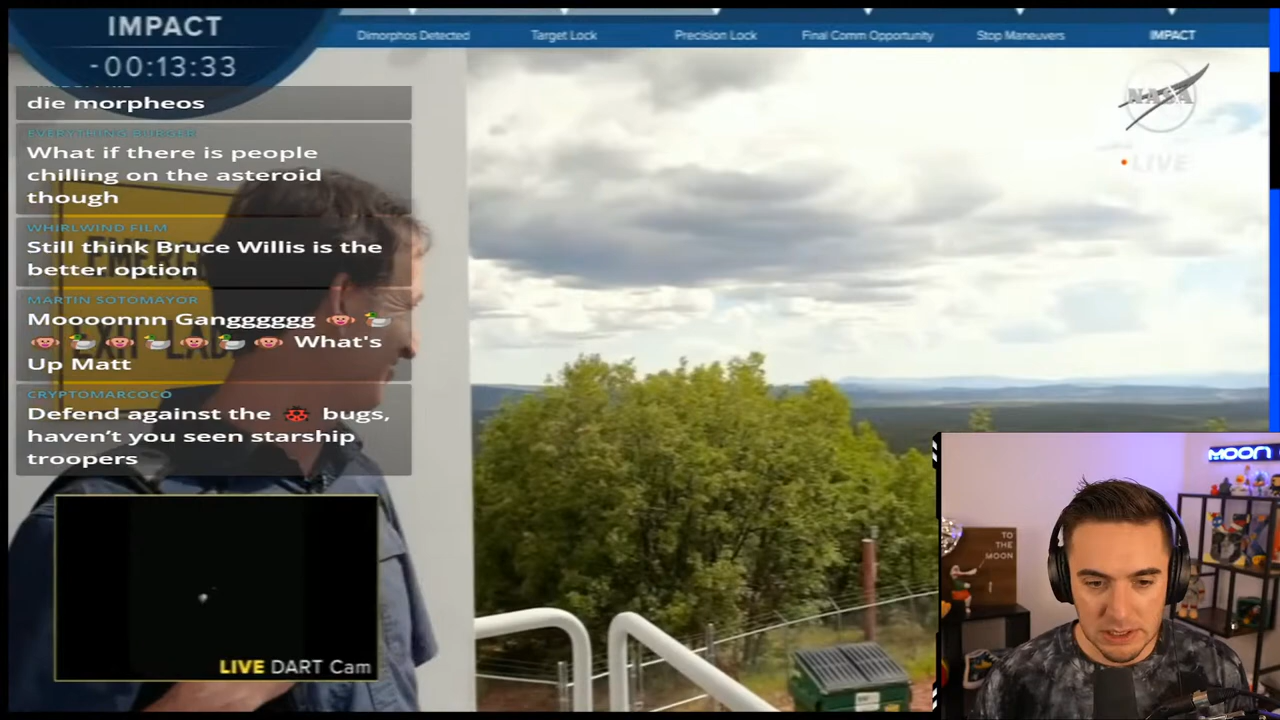 IMPACT
-00:13:33
Dimorphos Detected
Target Lock
Precision Lock
Final Comm Opportunity
Stop Maneuvers
IMPACT
NASA
LIVE
die morpheos
EVERYTHING BURGER
What if there is people
chilling on the asteroid
though
WHIRLWIND FILM
Still think Bruce Willis is the
better option
MARTIN SOTOMAYOR
Moooonnn Gangggggg 🐵 🦆
🐵 🦆 🐵 🦆 🐵 🦆 🐵 What's
Up Matt
CRYPTOMARCOCO
Defend against the 🐞 bugs,
haven't you seen starship
troopers
LIVE DART Cam
MOON
TO
THE
MOON